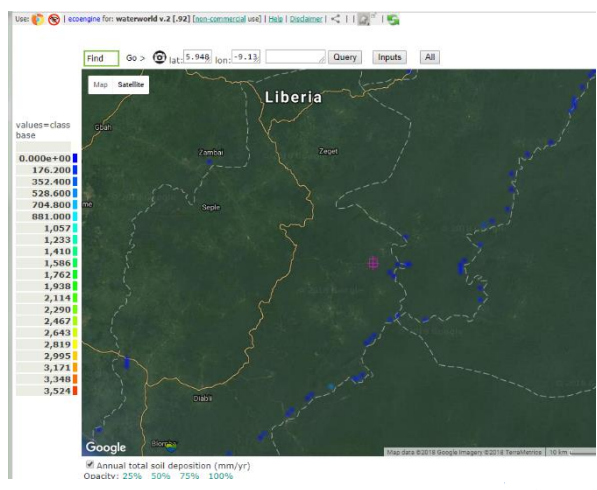 Use: | ecoengine for: waterworld v.2 [.92] [non-commercial use] | Help | Disclaimer |
Find Go > lat: 5.948 lon: -9.13 Query Inputs All
Map Satellite
Liberia
Gbah
Zambai
Zeget
values=class
base
0.000e+00
176.200
352.400
528.600
704.800
881.000
1,057
1,233
1,410
1,586
1,762
1,938
2,114
2,290
2,467
2,643
2,819
2,995
3,171
3,348
3,524
Seple
Diabli
Google
Map data ©2018 Google Imagery ©2018 TerraMetrics 10 km
Annual total soil deposition (mm/yr)
Opacity: 25% 50% 75% 100%